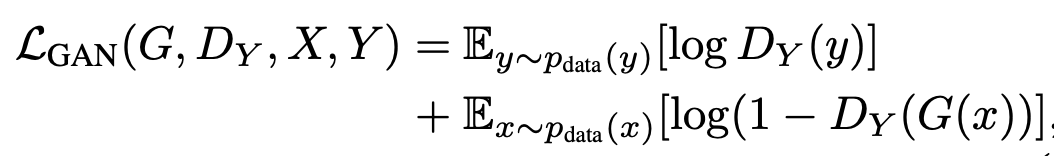 ℒ_GAN(G, D_Y, X, Y) = 𝔼_{y∼p_data(y)}[log D_Y(y)]
+ 𝔼_{x∼p_data(x)}[log(1 − D_Y(G(x))],